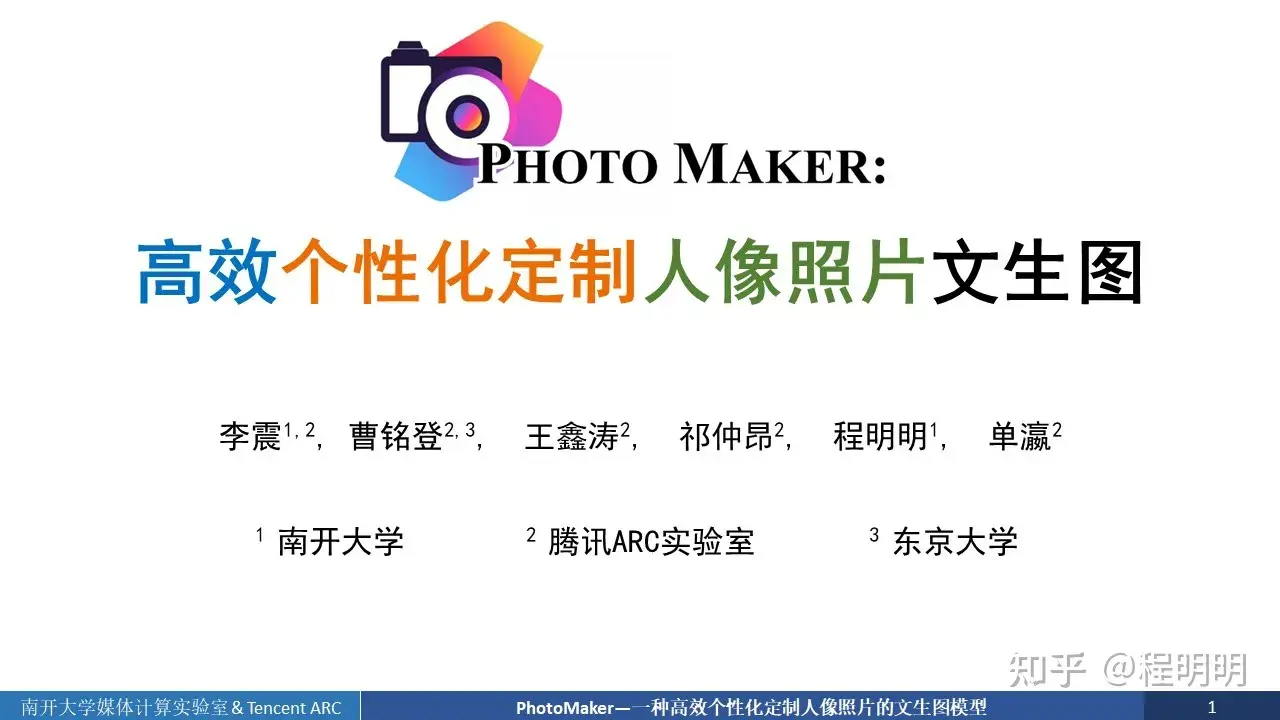 PHOTO MAKER:
高效个性化定制人像照片文生图
李震1,2, 曹铭登2,3, 王鑫涛2, 祁仲昂2, 程明明1, 单瀛2
1 南开大学 2 腾讯ARC实验室 3 东京大学
知乎 @程明明
南开大学媒体计算实验室 & Tencent ARC PhotoMaker—一种高效个性化定制人像照片的文生图模型 1